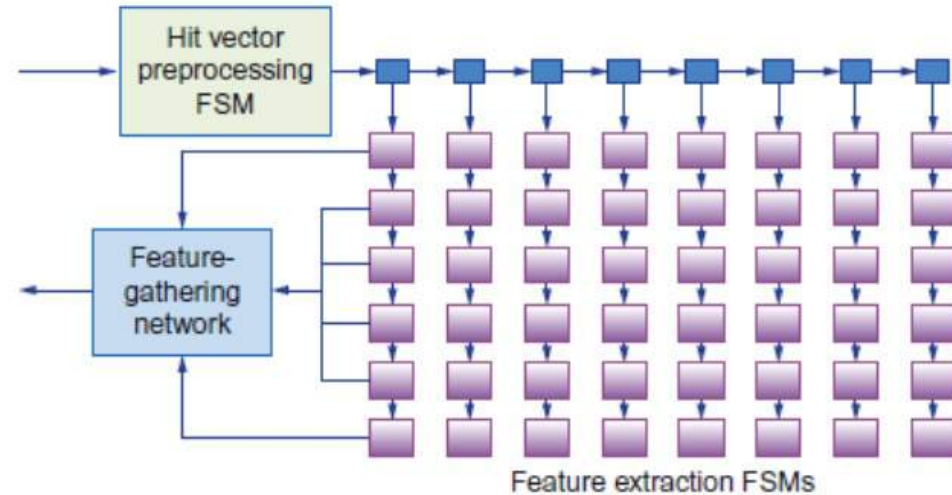 Hit vector
preprocessing
FSM
Feature-
gathering
network
Feature extraction FSMs